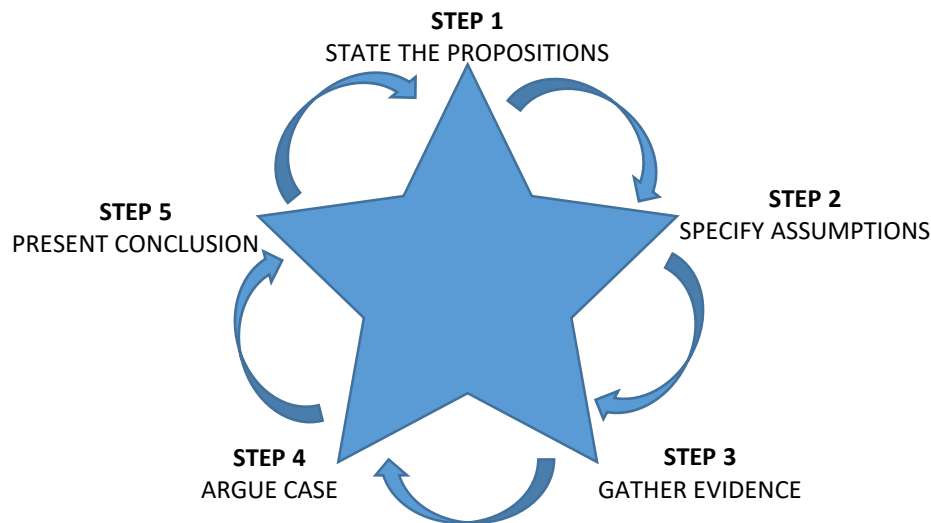 STEP 1
STATE THE PROPOSITIONS
STEP 2
SPECIFY ASSUMPTIONS
STEP 3
GATHER EVIDENCE
STEP 4
ARGUE CASE
STEP 5
PRESENT CONCLUSION